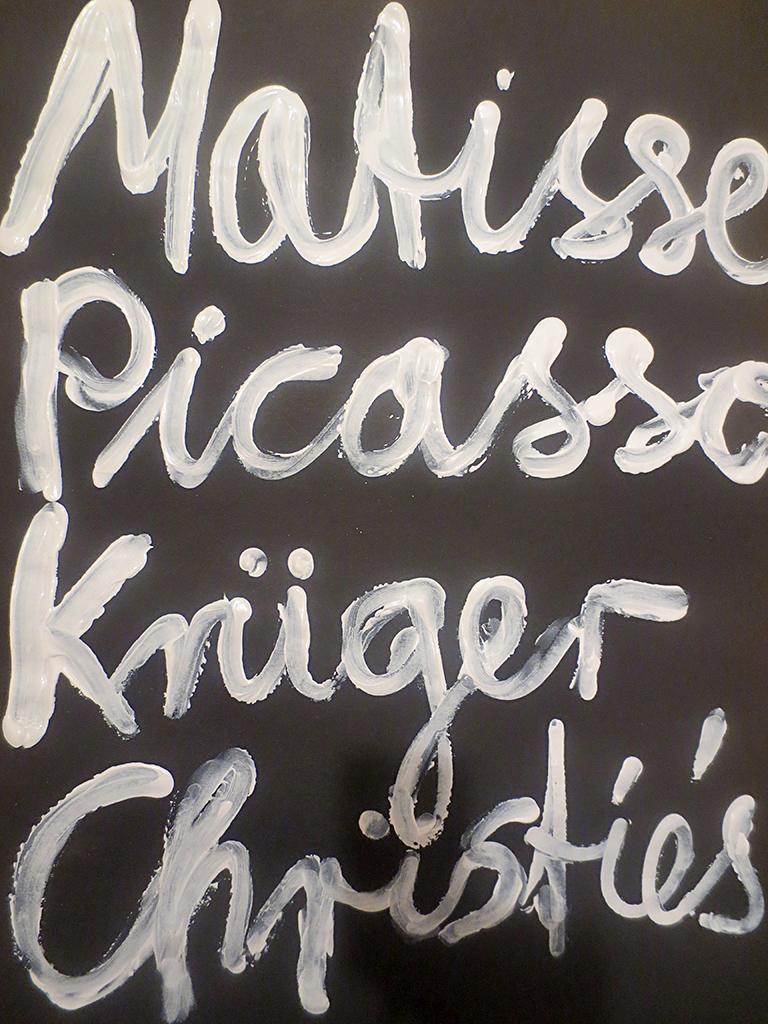 Matisse
Picasso
Krüger
Christie's